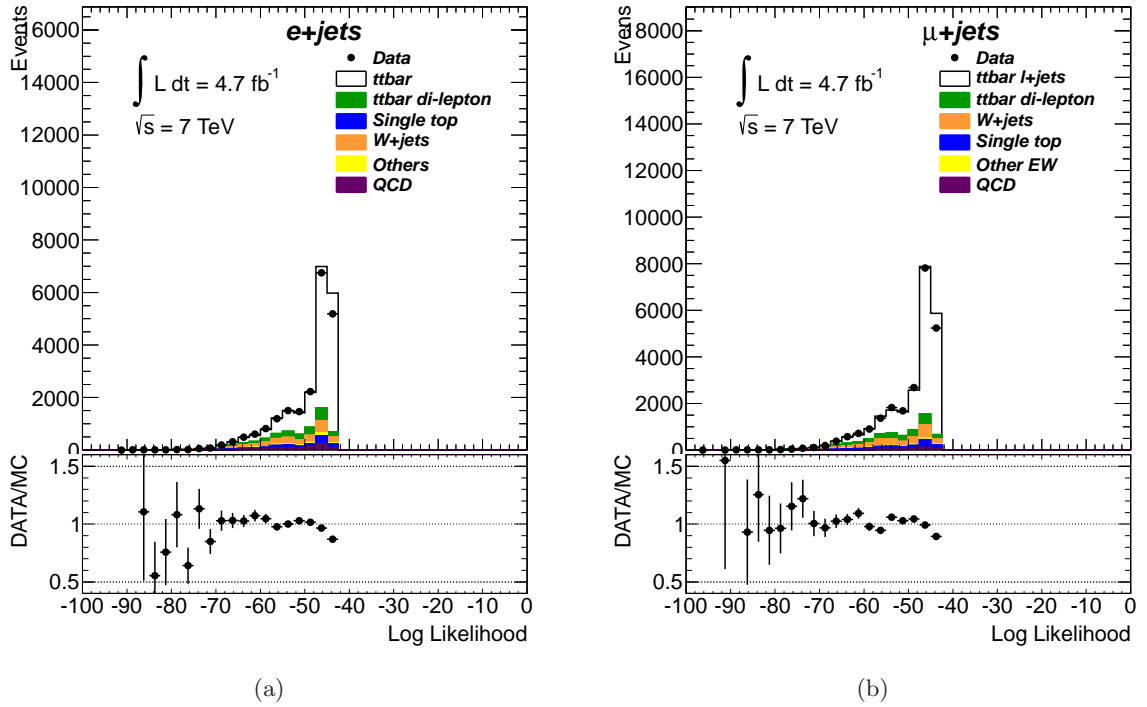 Events
e+jets
∫ L dt = 4.7 fb⁻¹
√s = 7 TeV
Data
ttbar
ttbar di-lepton
Single top
W+jets
Others
QCD
16000
14000
12000
10000
8000
6000
4000
2000
0
DATA/MC
1.5
1
0.5
-100 -90 -80 -70 -60 -50 -40 -30 -20 -10 0
Log Likelihood
(a)
Events
μ+jets
∫ L dt = 4.7 fb⁻¹
√s = 7 TeV
Data
ttbar l+jets
ttbar di-lepton
W+jets
Single top
Other EW
QCD
18000
16000
14000
12000
10000
8000
6000
4000
2000
0
DATA/MC
1.5
1
0.5
-100 -90 -80 -70 -60 -50 -40 -30 -20 -10 0
Log Likelihood
(b)